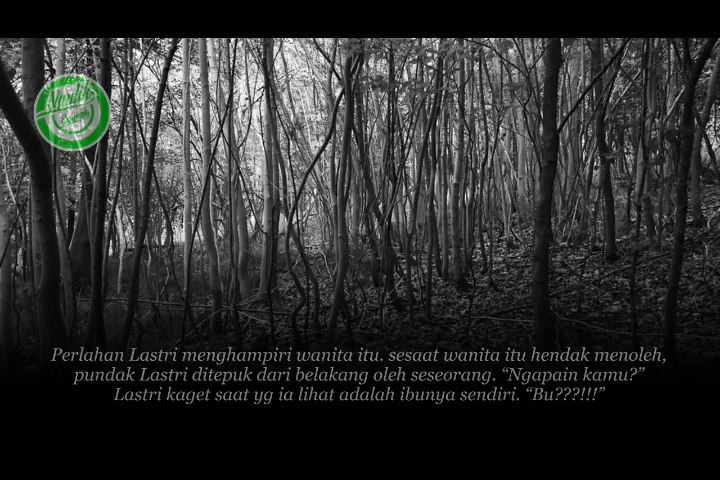 Perlahan Lastri menghampiri wanita itu. sesaat wanita itu hendak menoleh,
pundak Lastri ditepuk dari belakang oleh seseorang. “Ngapain kamu?”
Lastri kaget saat yg ia lihat adalah ibunya sendiri. “Bu???!!!”